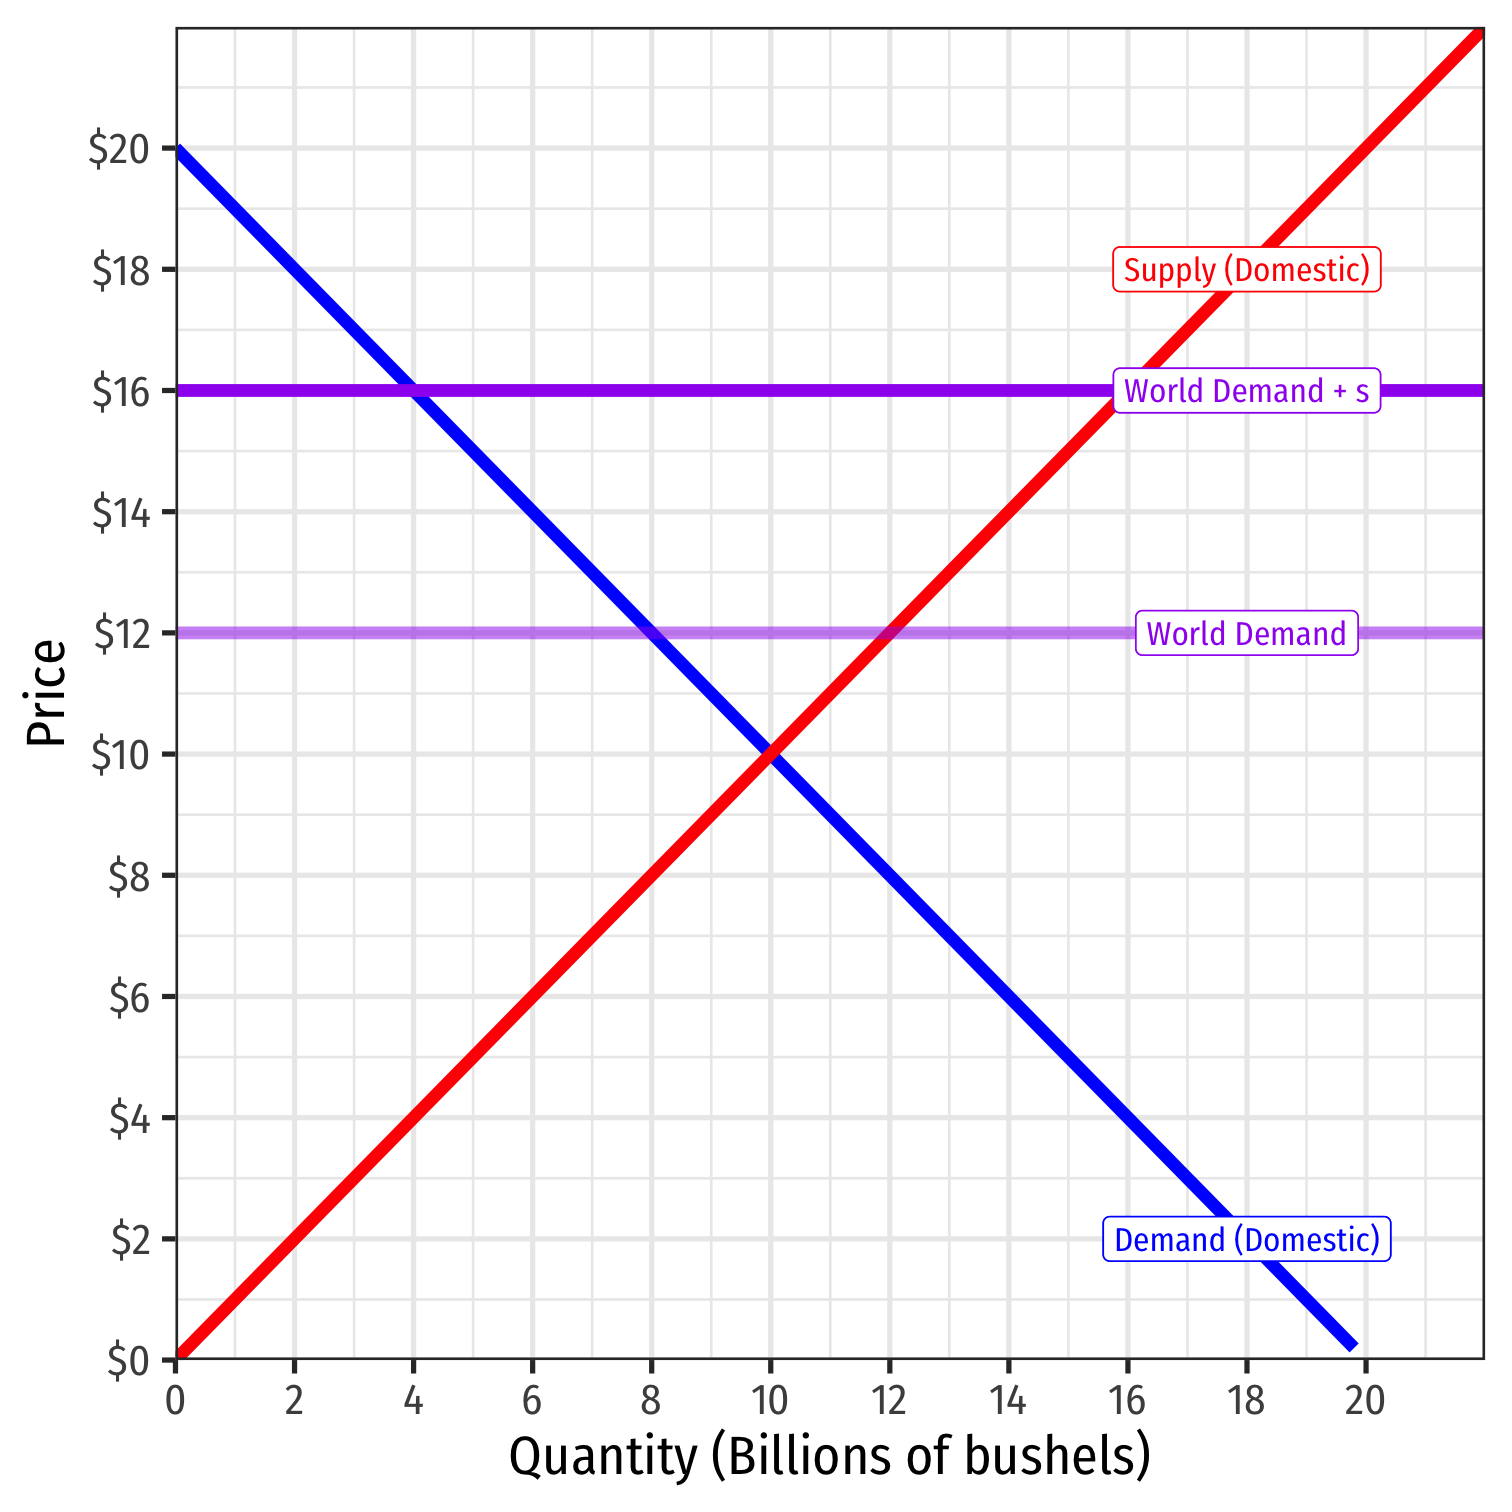 $20
$18
$16
$14
$12
$10
$8
$6
$4
$2
$0
Price
Supply (Domestic)
World Demand + s
World Demand
Demand (Domestic)
0 2 4 6 8 10 12 14 16 18 20
Quantity (Billions of bushels)